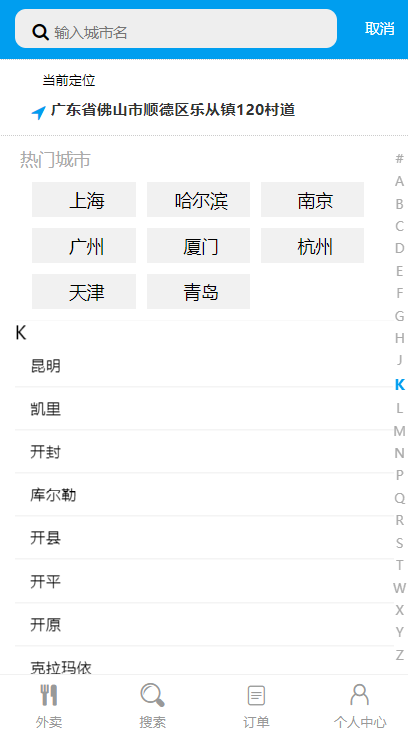 输入城市名 取消
当前定位
广东省佛山市顺德区乐从镇120村道
热门城市
上海 哈尔滨 南京
广州 厦门 杭州
天津 青岛
K
昆明
凯里
开封
库尔勒
开县
开平
开原
克拉玛依
#
A
B
C
D
E
F
G
H
J
K
L
M
N
P
Q
R
S
T
W
X
Y
Z
外卖 搜索 订单 个人中心